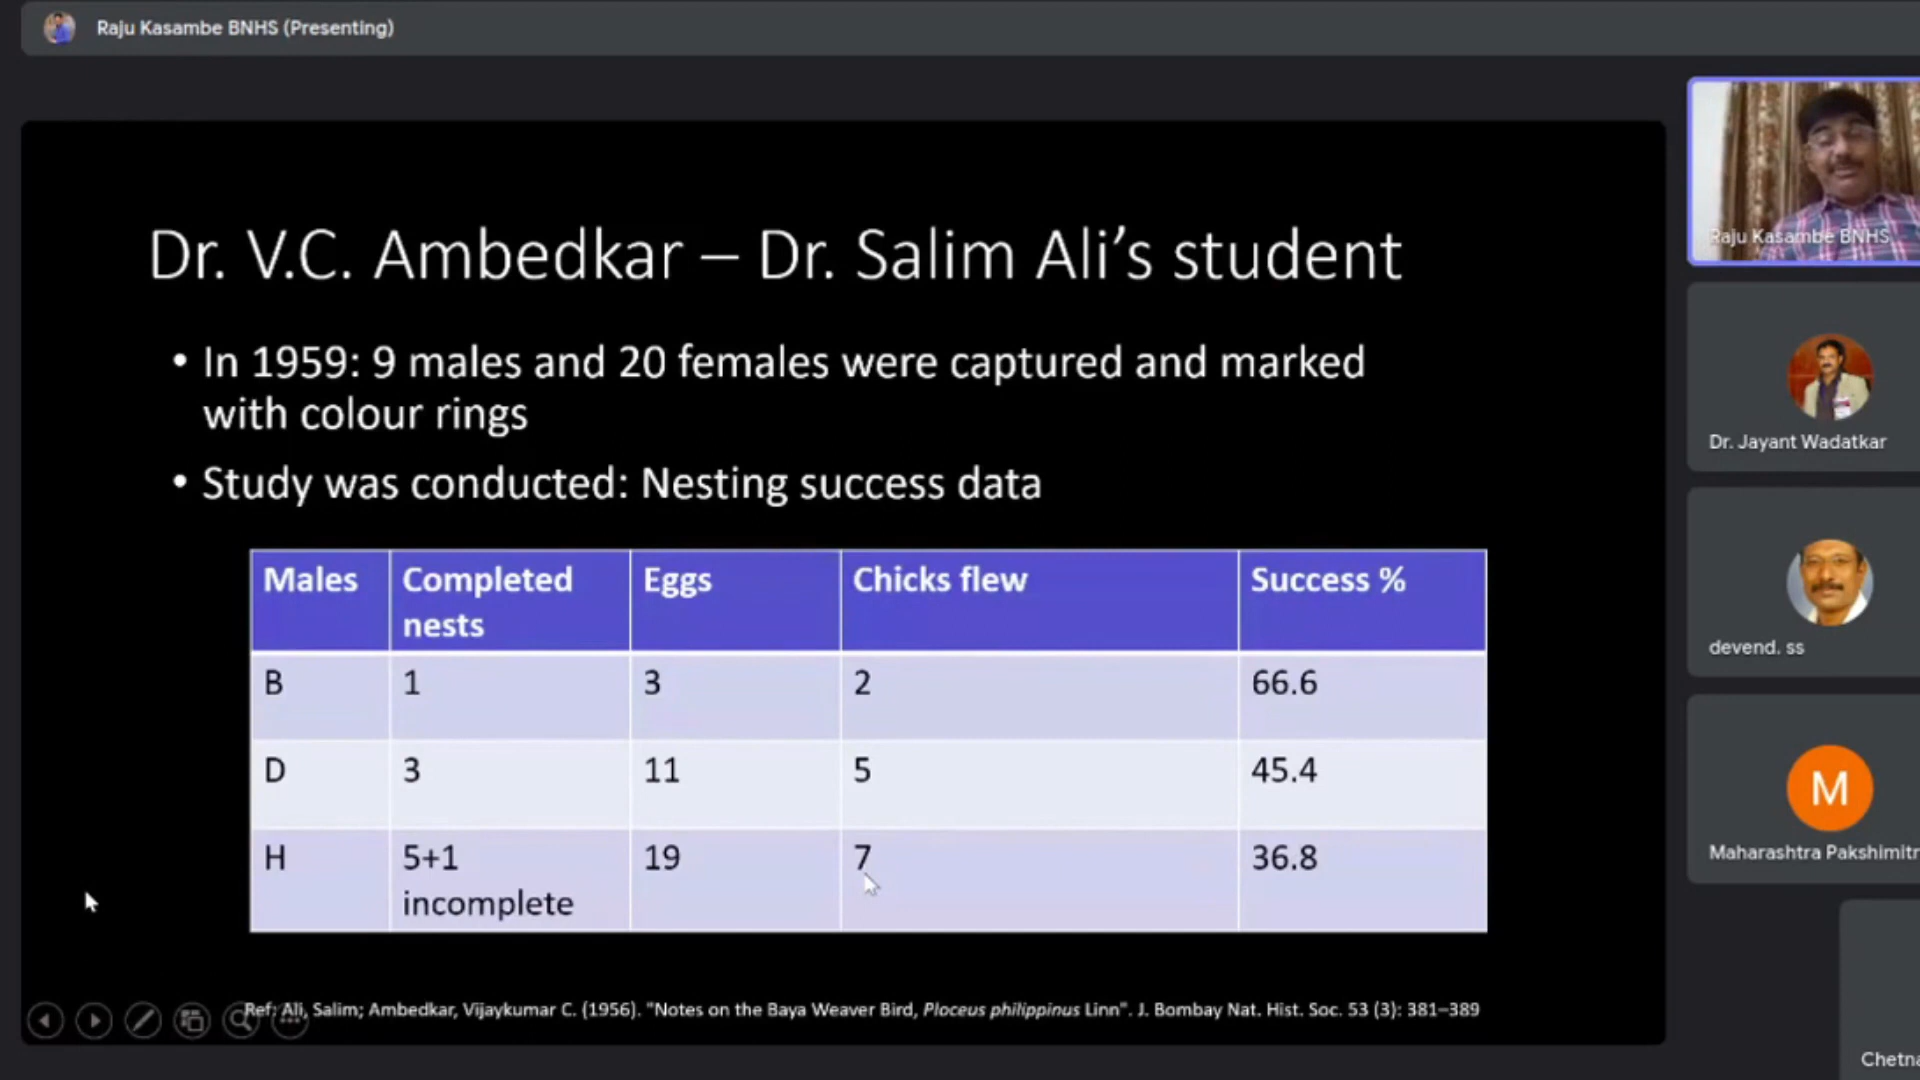 Raju Kasambe BNHS (Presenting)
Dr. V.C. Ambedkar – Dr. Salim Ali’s student
• In 1959: 9 males and 20 females were captured and marked
with colour rings
• Study was conducted: Nesting success data
Males Completed nests Eggs Chicks flew Success %
B 1 3 2 66.6
D 3 11 5 45.4
H 5+1 incomplete 19 7 36.8
Ref: Ali, Salim; Ambedkar, Vijaykumar C. (1956). "Notes on the Baya Weaver Bird, Ploceus philippinus Linn". J. Bombay Nat. Hist. Soc. 53 (3): 381–389
Raju Kasambe BNHS
Dr. Jayant Wadatkar
devend. ss
M
Maharashtra Pakshimitr
Chetna